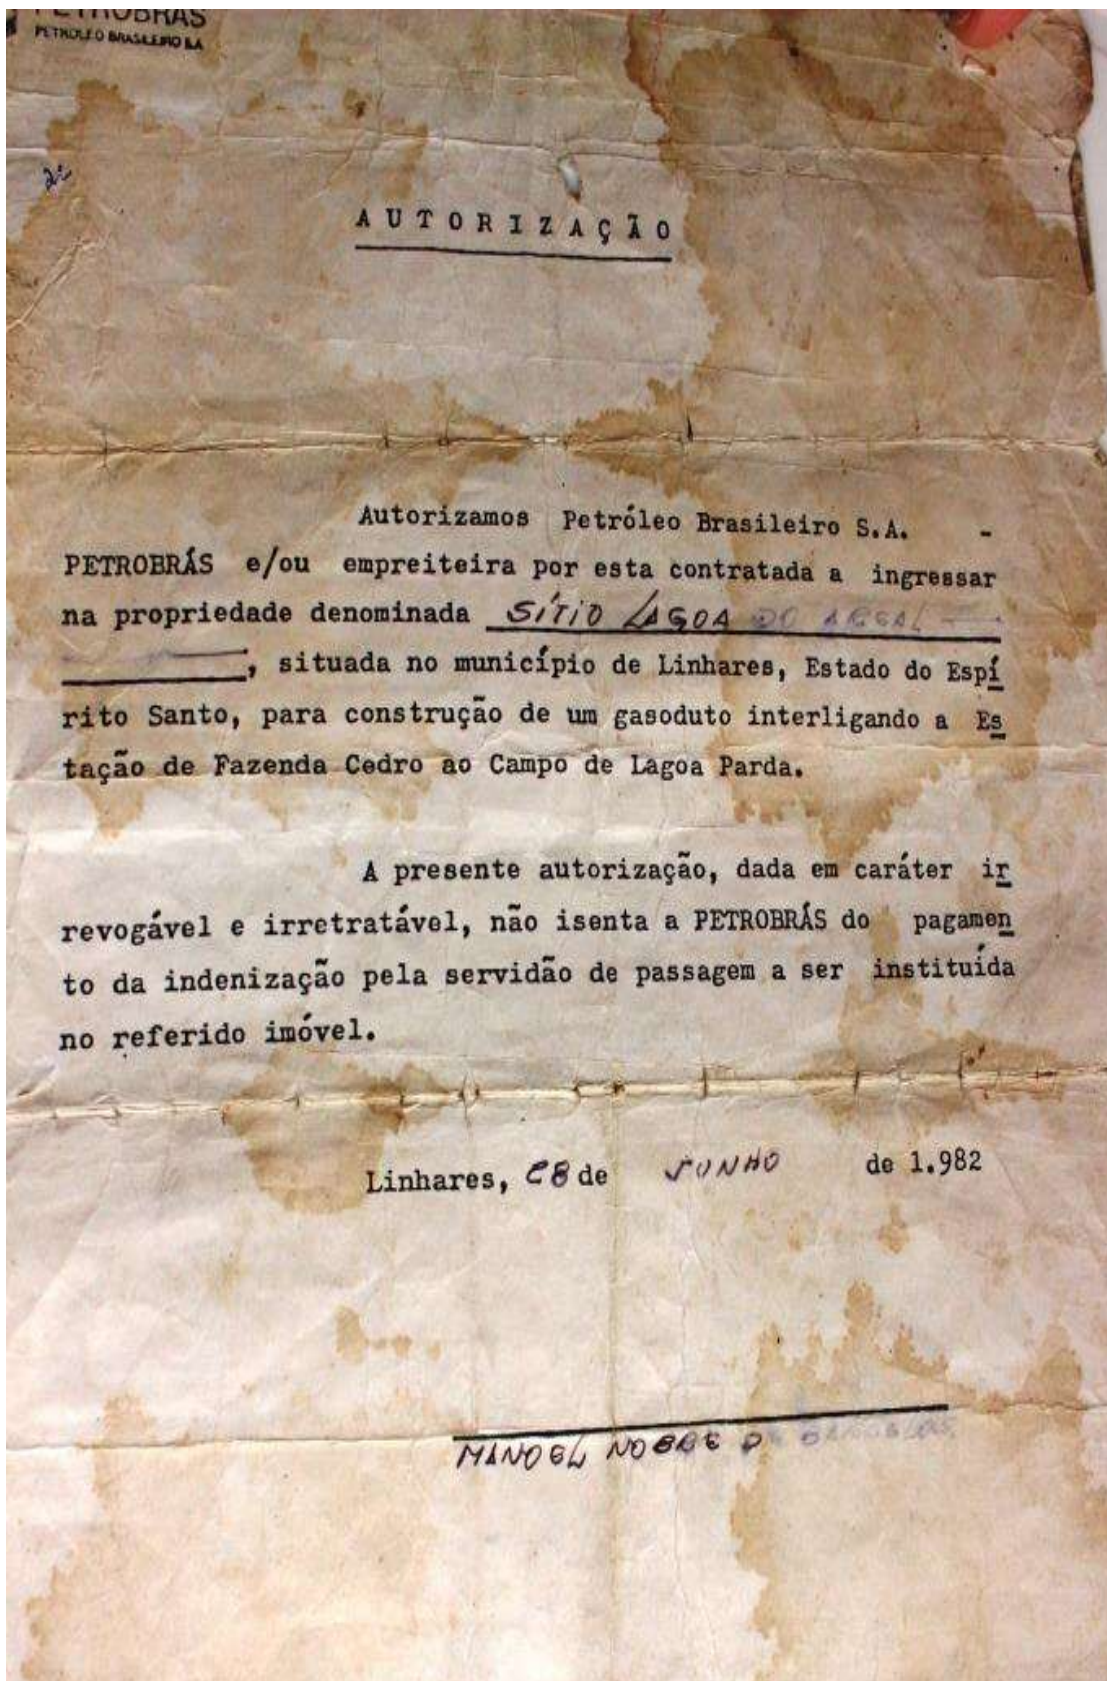 PETROBRAS
PETRÓLEO BRASILEIRO S.A.
AUTORIZAÇÃO
Autorizamos Petróleo Brasileiro S.A. -
PETROBRÁS e/ou empreiteira por esta contratada a ingressar
na propriedade denominada SÍTIO LAGOA DO
, situada no município de Linhares, Estado do Espí
rito Santo, para construção de um gasoduto interligando a Es
tação de Fazenda Cedro ao Campo de Lagoa Parda.
A presente autorização, dada em caráter ir
revogável e irretratável, não isenta a PETROBRÁS do pagamen
to da indenização pela servidão de passagem a ser instituída
no referido imóvel.
Linhares, 28 de JUNHO de 1.982
MANOEL NOBRE